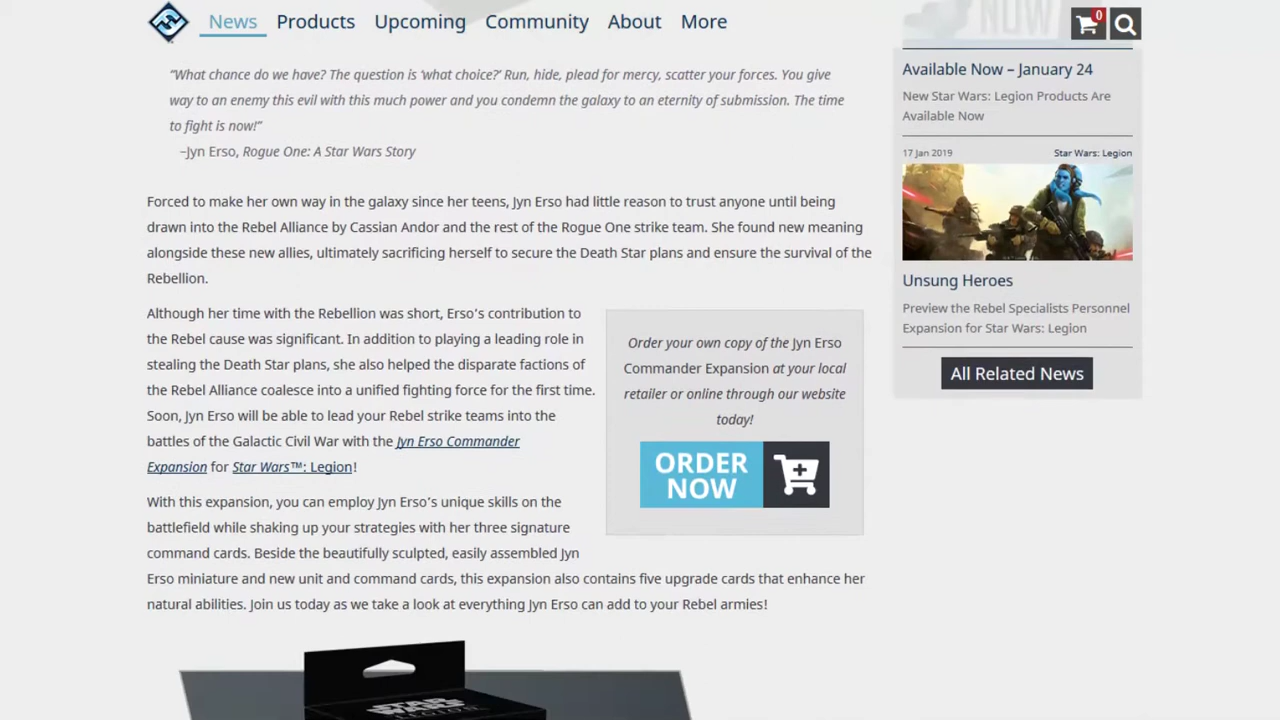 News Products Upcoming Community About More
0
NOW
“What chance do we have? The question is ‘what choice?’ Run, hide, plead for mercy, scatter your forces. You give
way to an enemy this evil with this much power and you condemn the galaxy to an eternity of submission. The time
to fight is now!”
–Jyn Erso, Rogue One: A Star Wars Story
Forced to make her own way in the galaxy since her teens, Jyn Erso had little reason to trust anyone until being
drawn into the Rebel Alliance by Cassian Andor and the rest of the Rogue One strike team. She found new meaning
alongside these new allies, ultimately sacrificing herself to secure the Death Star plans and ensure the survival of the
Rebellion.
Although her time with the Rebellion was short, Erso's contribution to
the Rebel cause was significant. In addition to playing a leading role in
stealing the Death Star plans, she also helped the disparate factions of
the Rebel Alliance coalesce into a unified fighting force for the first time.
Soon, Jyn Erso will be able to lead your Rebel strike teams into the
battles of the Galactic Civil War with the Jyn Erso Commander
Expansion for Star Wars™: Legion!
With this expansion, you can employ Jyn Erso’s unique skills on the
battlefield while shaking up your strategies with her three signature
command cards. Beside the beautifully sculpted, easily assembled Jyn
Erso miniature and new unit and command cards, this expansion also contains five upgrade cards that enhance her
natural abilities. Join us today as we take a look at everything Jyn Erso can add to your Rebel armies!
Order your own copy of the Jyn Erso
Commander Expansion at your local
retailer or online through our website
today!
ORDER
NOW
STAR
WARS
LEGION
Available Now – January 24
New Star Wars: Legion Products Are
Available Now
17 Jan 2019 Star Wars: Legion
Unsung Heroes
Preview the Rebel Specialists Personnel
Expansion for Star Wars: Legion
All Related News